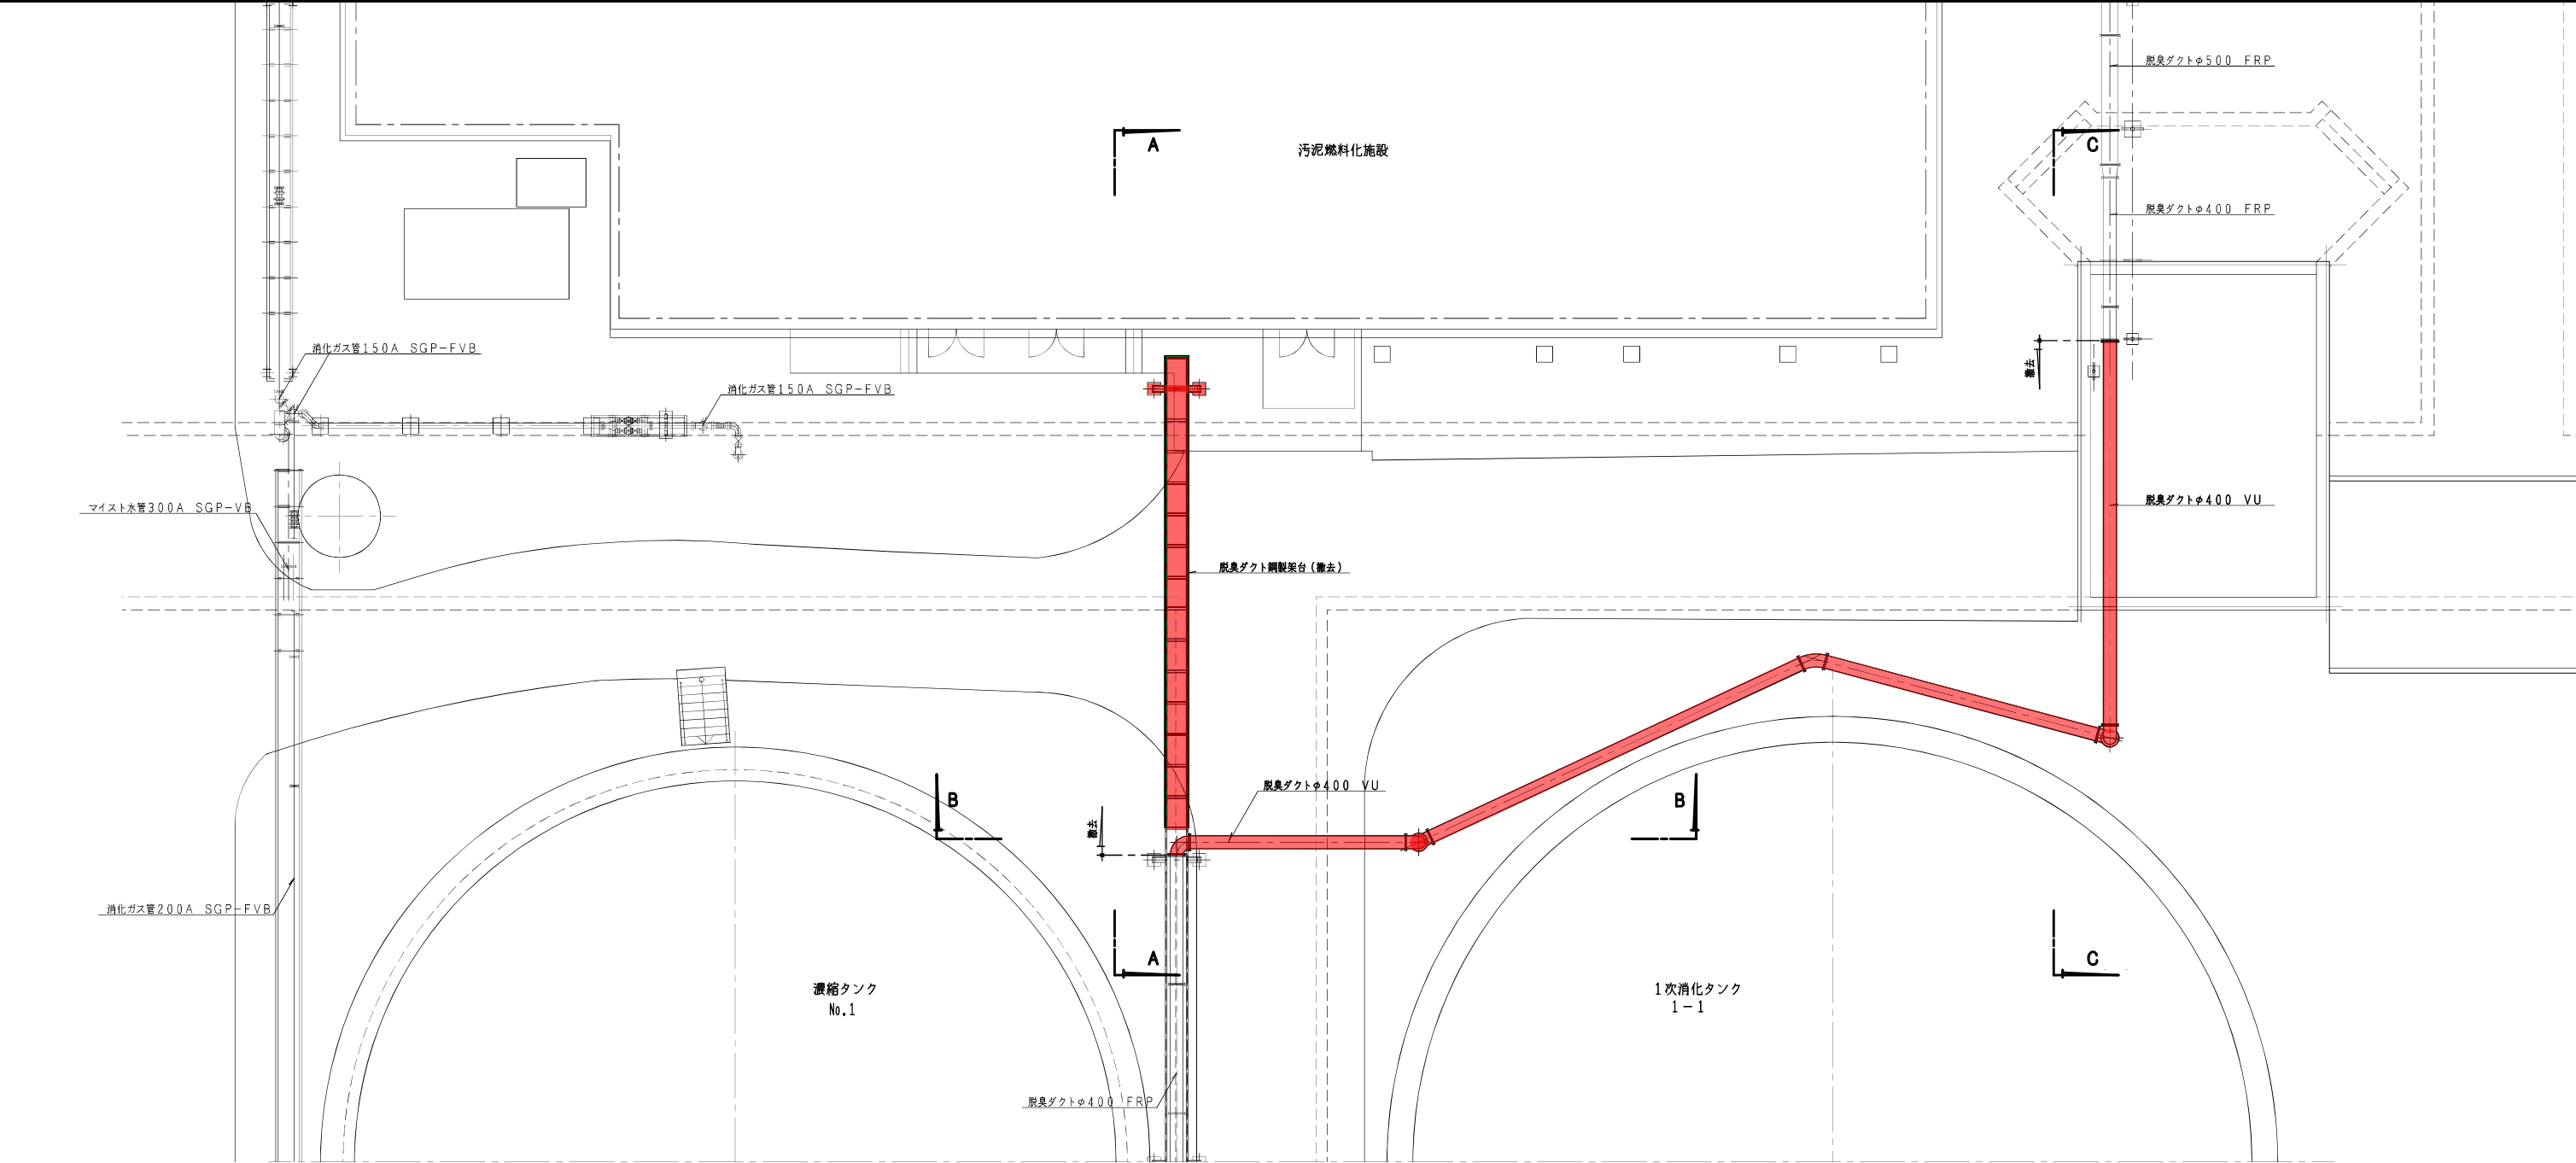 脱臭ダクトφ500 FRP
A
汚泥燃料化施設
C
脱臭ダクトφ400 FRP
消化ガス管150A SGP-FVB
撤去
消化ガス管150A SGP-FVB
マイスト水管300A SGP-VB
脱臭ダクトφ400 VU
脱臭ダクト鋼製架台(撤去)
脱臭ダクトφ400 VU
B
B
撤去
消化ガス管200A SGP-FVB
A
C
濃縮タンク
No.1
1次消化タンク
1-1
脱臭ダクトφ400 FRP